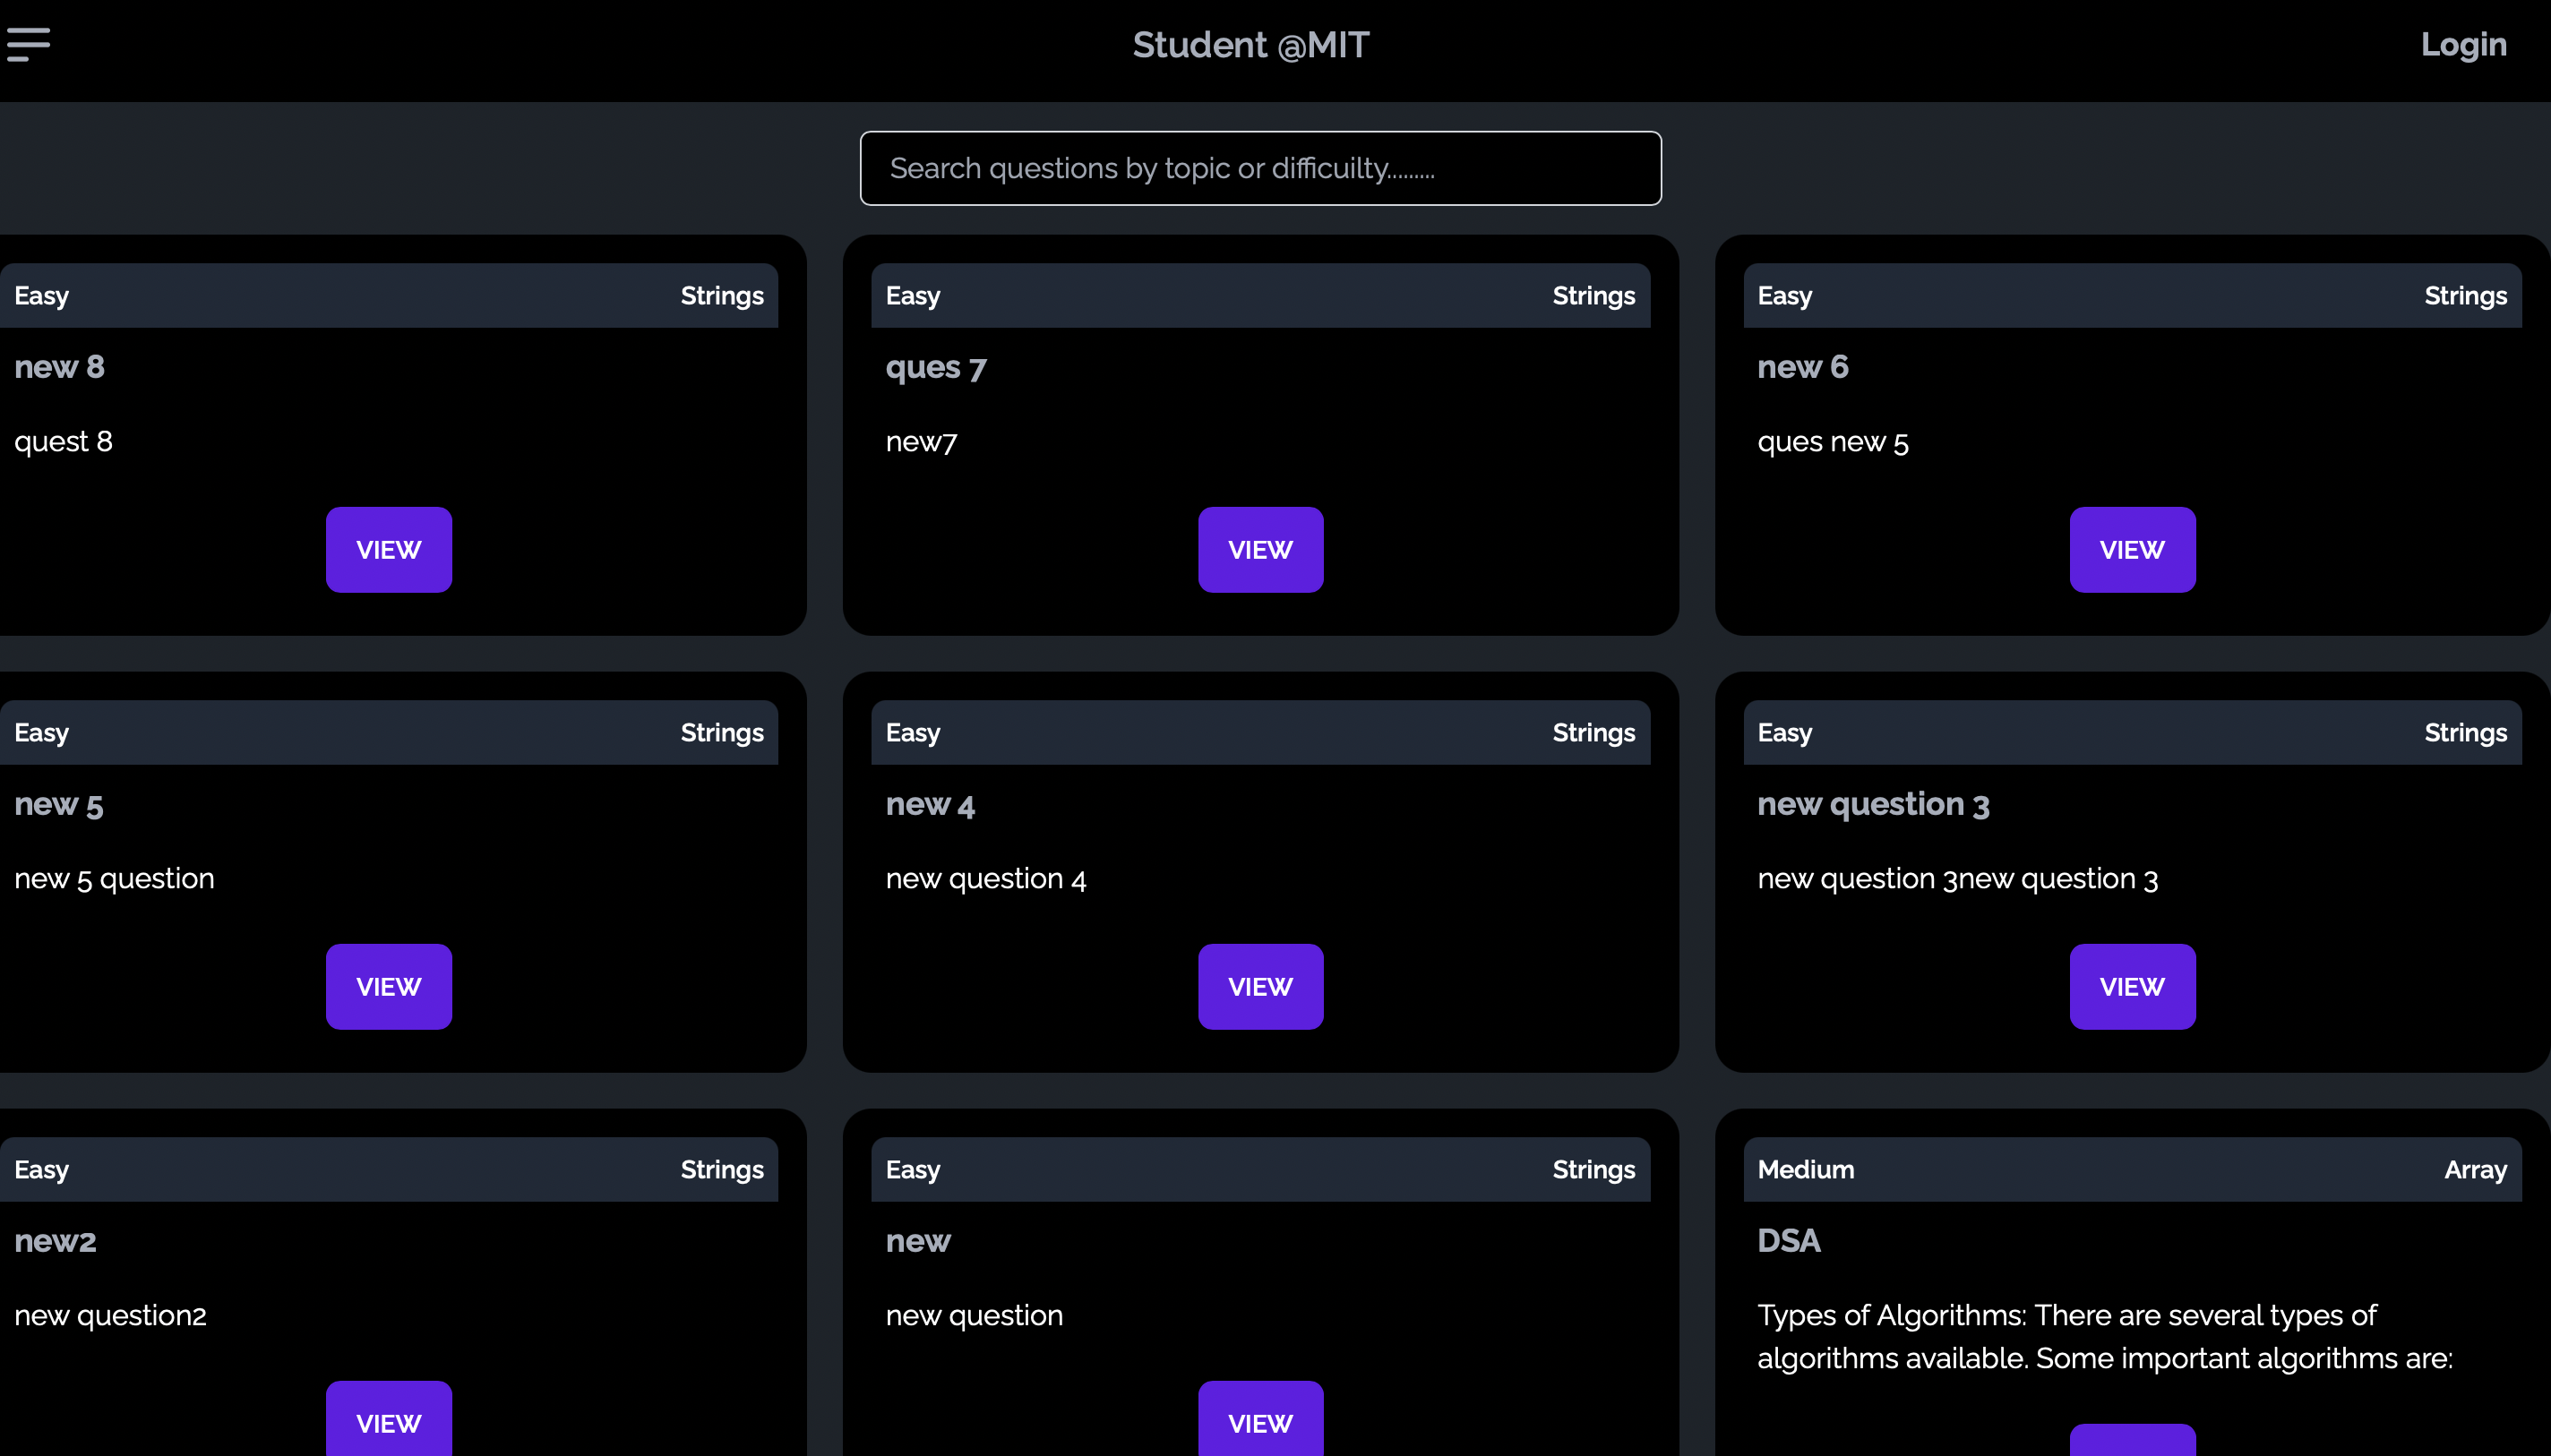 Student @MIT
Login
Search questions by topic or difficuilty.........
Easy
Strings
new 8
quest 8
VIEW
Easy
Strings
ques 7
new7
VIEW
Easy
Strings
new 6
ques new 5
VIEW
Easy
Strings
new 5
new 5 question
VIEW
Easy
Strings
new 4
new question 4
VIEW
Easy
Strings
new question 3
new question 3new question 3
VIEW
Easy
Strings
new2
new question2
VIEW
Easy
Strings
new
new question
VIEW
Medium
Array
DSA
Types of Algorithms: There are several types of
algorithms available. Some important algorithms are: